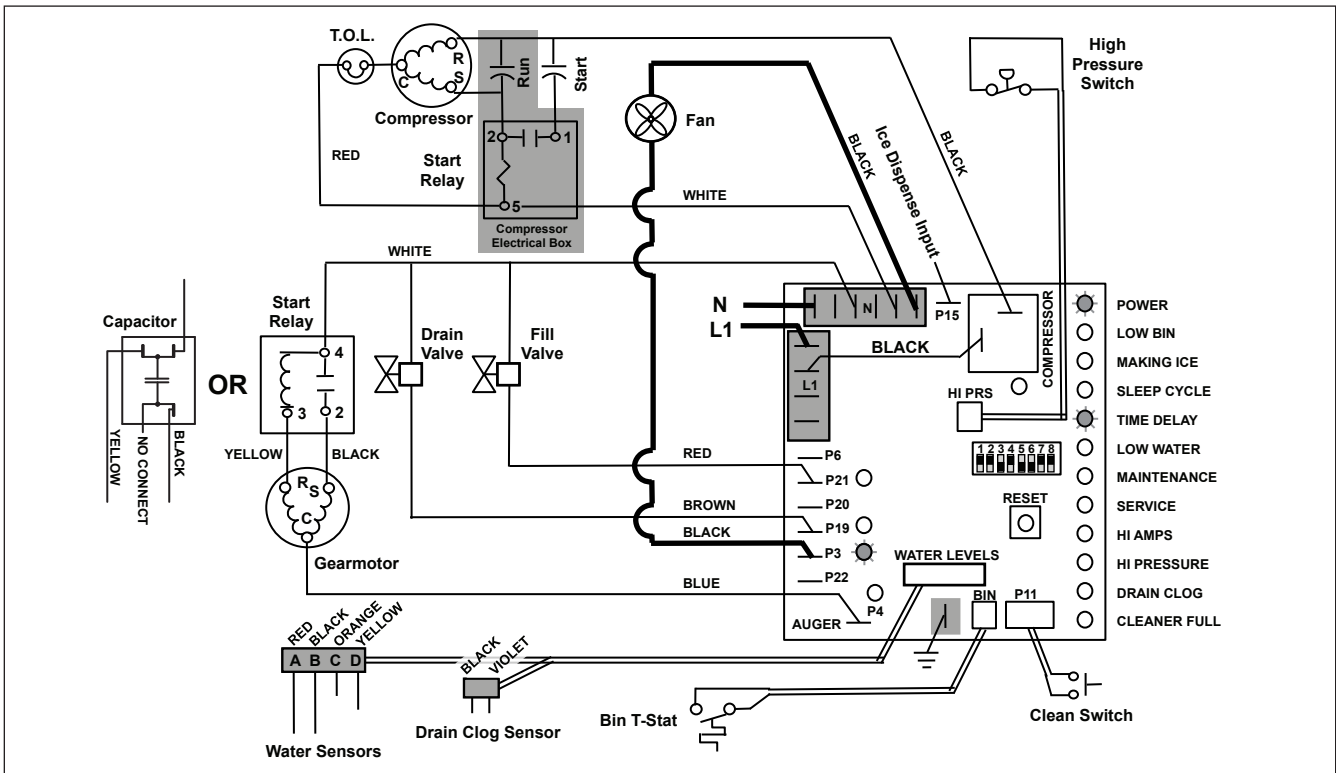 T.O.L.
R
S
C
Compressor
Run
Start
High
Pressure
Switch
Fan
2
1
RED
Start
Relay
5
Compressor
Electrical Box
WHITE
BLACK
Ice Dispense Input
BLACK
WHITE
Capacitor
YELLOW
NO CONNECT
BLACK
OR
Start
Relay
4
3
2
YELLOW
BLACK
R
S
C
Gearmotor
Drain
Valve
Fill
Valve
N
L1
N
P15
COMPRESSOR
BLACK
L1
HI PRS
1 2 3 4 5 6 7 8
RESET
POWER
LOW BIN
MAKING ICE
SLEEP CYCLE
TIME DELAY
LOW WATER
MAINTENANCE
SERVICE
HI AMPS
HI PRESSURE
DRAIN CLOG
CLEANER FULL
RED
P6
P21
P20
BROWN
P19
BLACK
P3
P22
BLUE
P4
AUGER
WATER LEVELS
BIN
P11
RED
BLACK
ORANGE
YELLOW
A B C D
Water Sensors
BLACK
VIOLET
Drain Clog Sensor
Bin T-Stat
Clean Switch